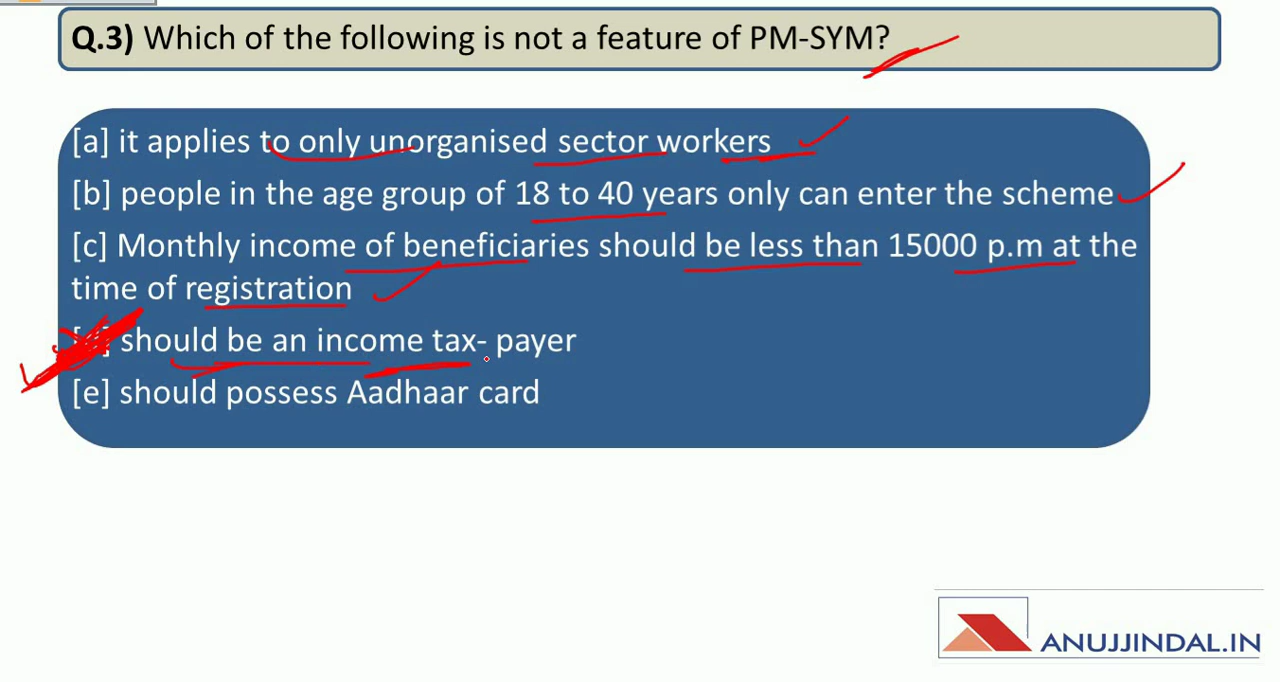 Q.3) Which of the following is not a feature of PM-SYM?
[a] it applies to only unorganised sector workers
[b] people in the age group of 18 to 40 years only can enter the scheme
[c] Monthly income of beneficiaries should be less than 15000 p.m at the
time of registration
should be an income tax- payer
[e] should possess Aadhaar card
ANUJJINDAL.IN